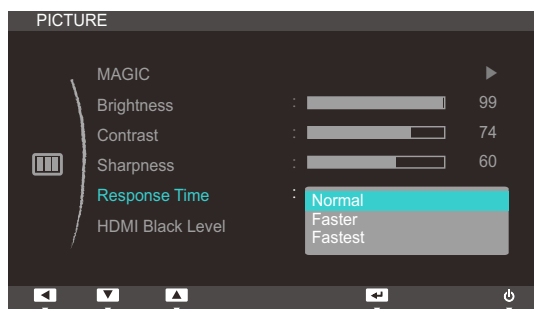 PICTURE
MAGIC
Brightness : 99
Contrast : 74
Sharpness : 60
Response Time : Normal
Faster
HDMI Black Level Fastest